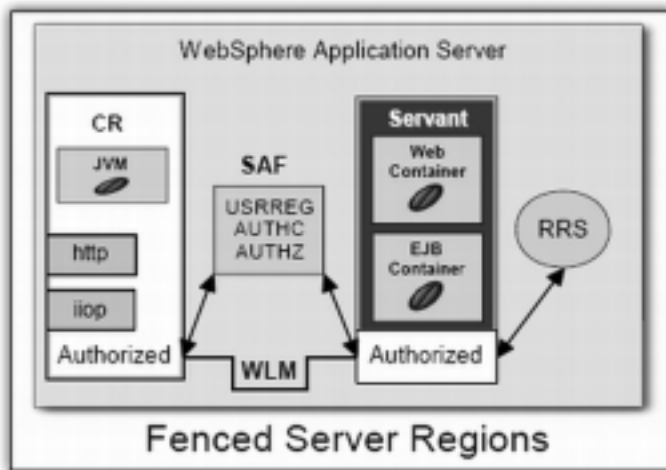 WebSphere Application Server
CR
JVM
http
iiop
Authorized
SAF
USRREG
AUTHC
AUTHZ
WLM
Servant
Web
Container
EJB
Container
Authorized
RRS
Fenced Server Regions